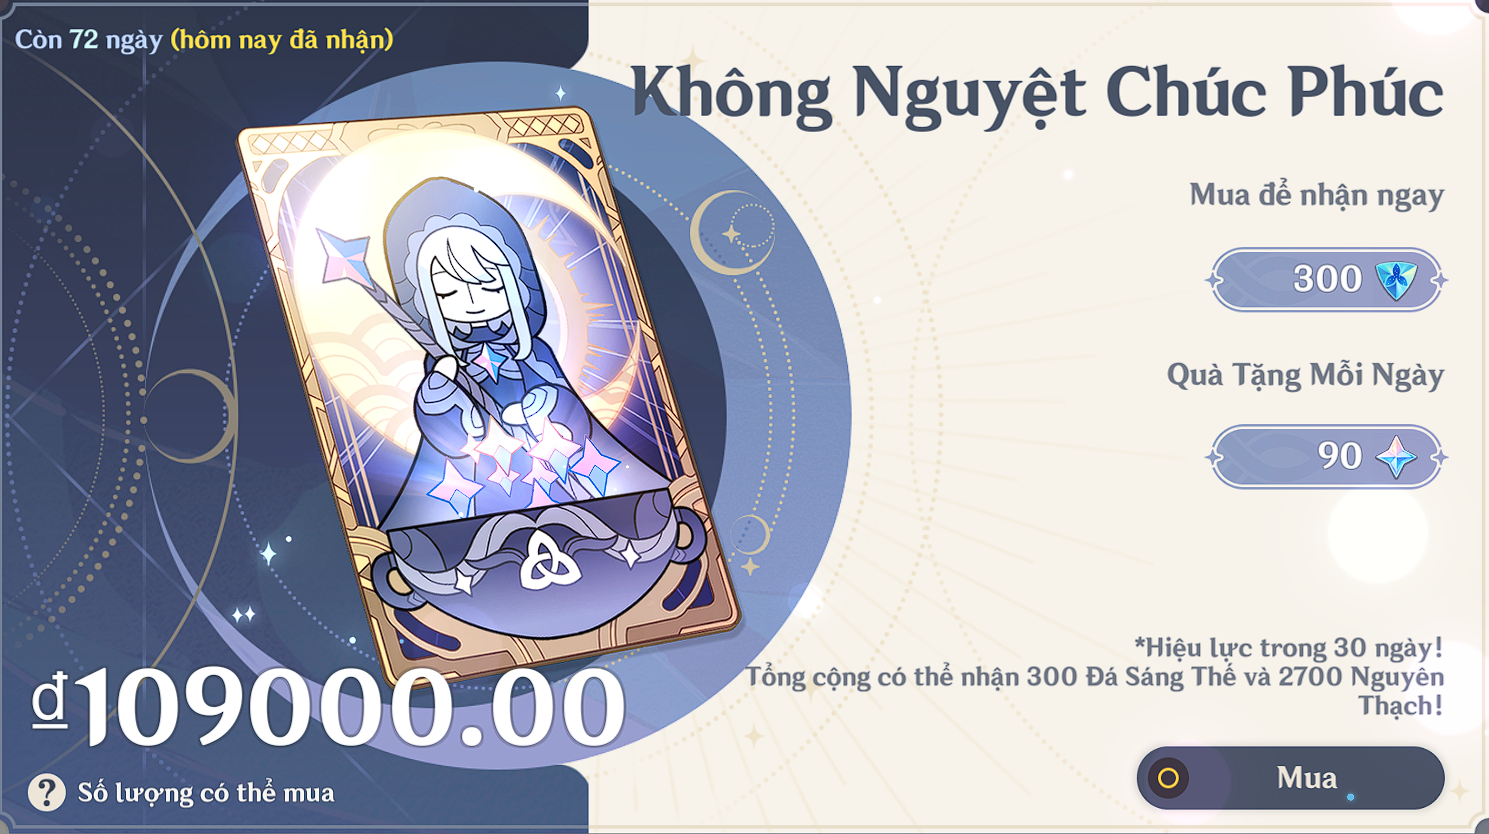 Còn 72 ngày (hôm nay đã nhận)
Không Nguyệt Chúc Phúc
Mua để nhận ngay
300
Quà Tặng Mỗi Ngày
90
*Hiệu lực trong 30 ngày!
Tổng cộng có thể nhận 300 Đá Sáng Thế và 2700 Nguyên
Thạch!
₫109000.00
? Số lượng có thể mua
Mua